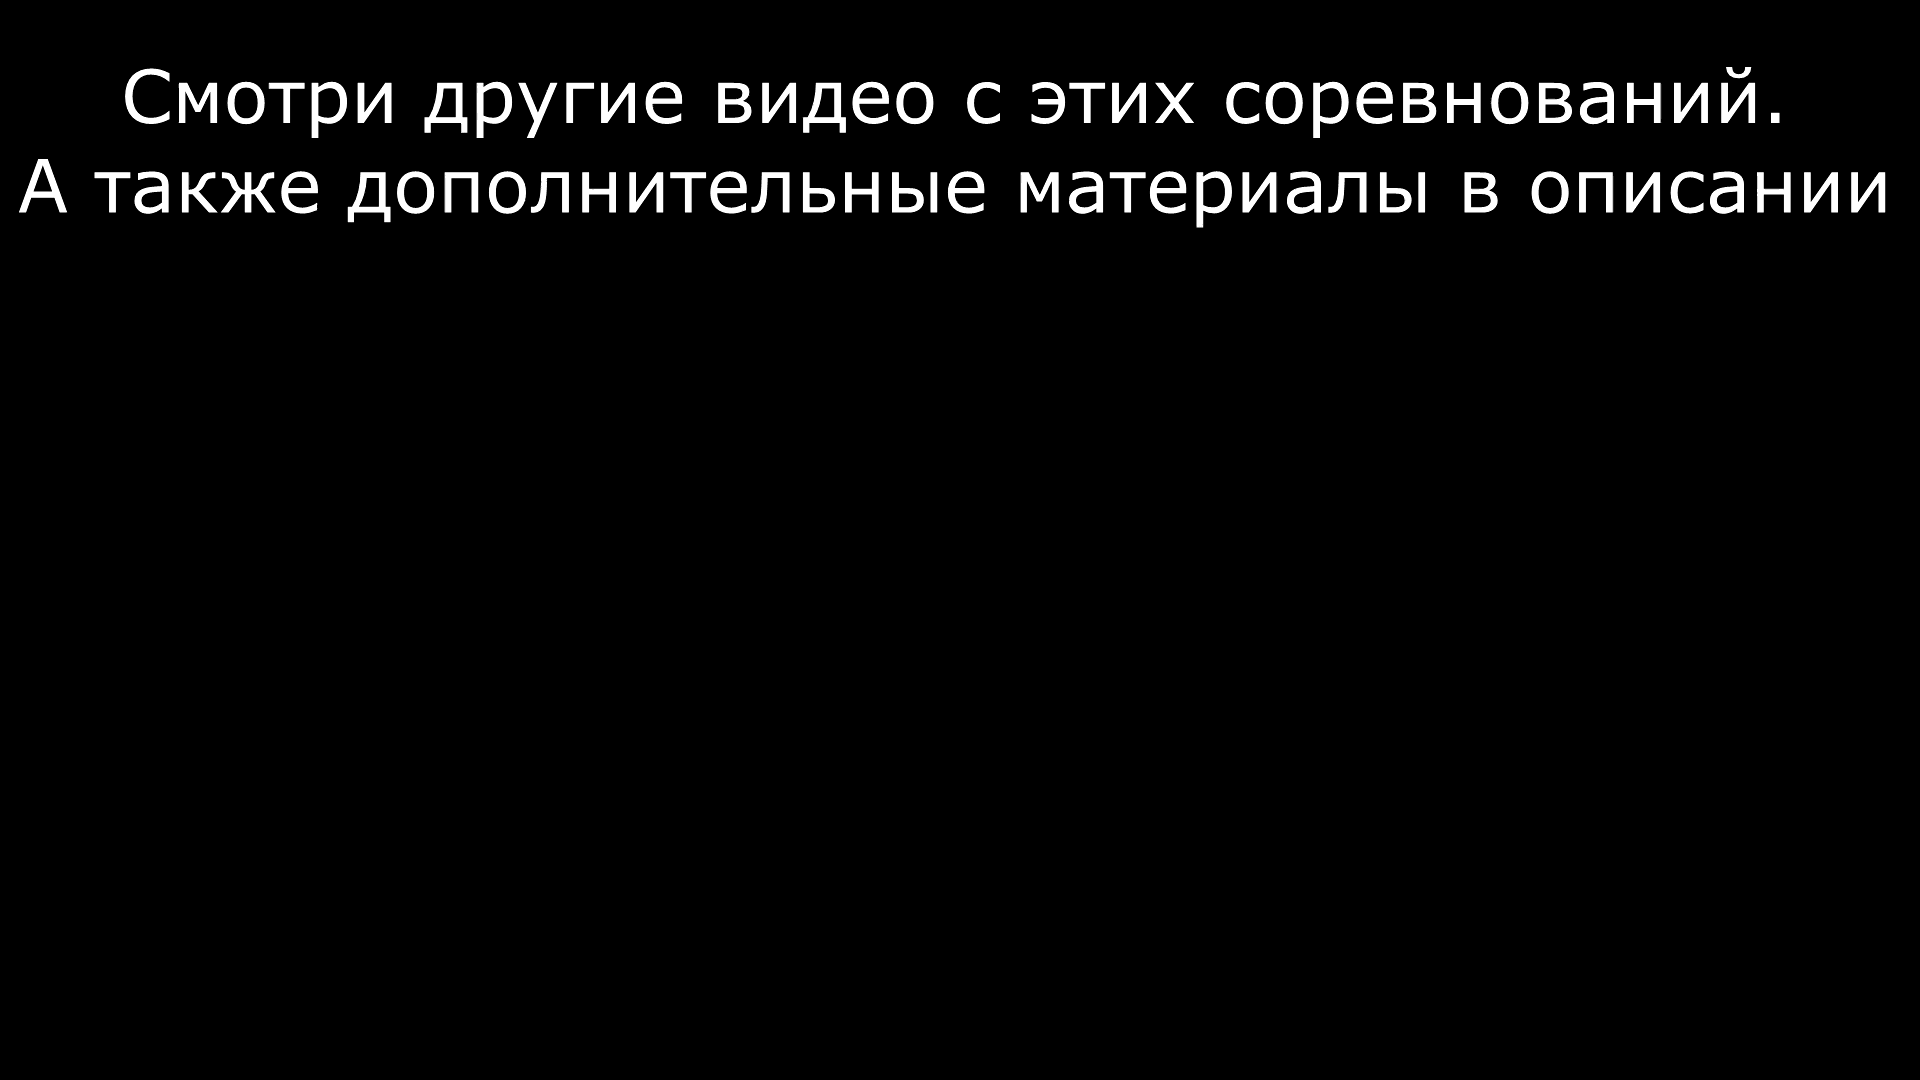 Смотри другие видео с этих соревнований.
А также дополнительные материалы в описании